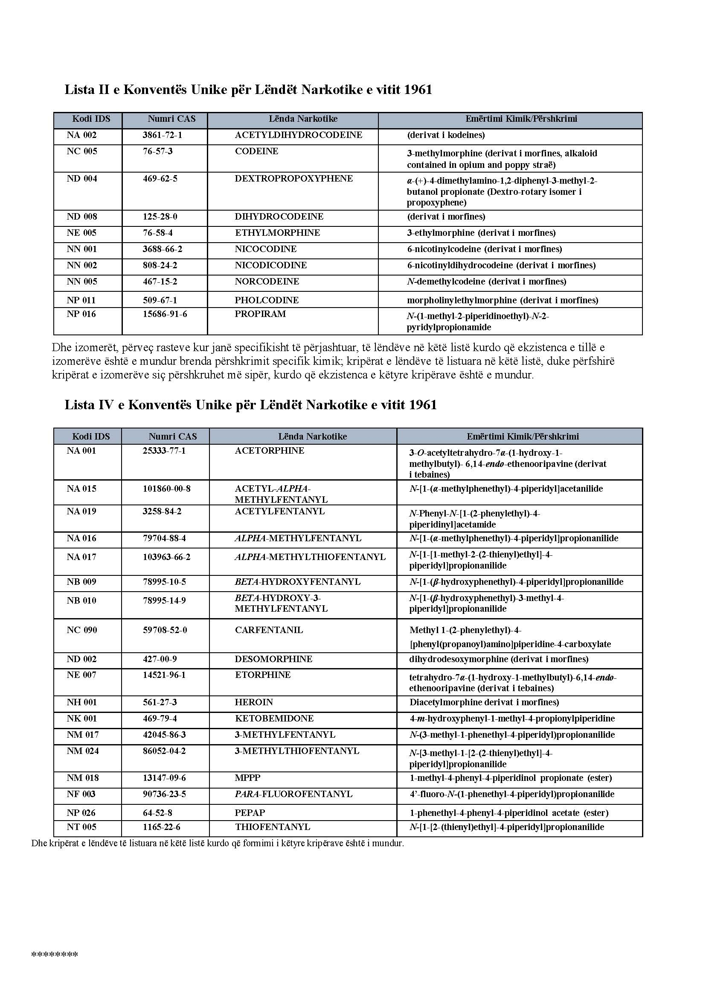 Lista II e Konventës Unike për Lëndët Narkotike e vitit 1961
Kodi IDS Numri CAS Lënda Narkotike Emërtimi Kimik/Përshkrimi
NA 002 3861-72-1 ACETYLDIHYDROCODEINE (derivat i kodeines)
NC 005 76-57-3 CODEINE 3-methylmorphine (derivat i morfines, alkaloid
contained in opium and poppy straë)
ND 004 469-62-5 DEXTROPROPOXYPHENE α-(+)-4-dimethylamino-1,2-diphenyl-3-methyl-2-
butanol propionate (Dextro-rotary isomer i
propoxyphene)
ND 008 125-28-0 DIHYDROCODEINE (derivat i morfines)
NE 005 76-58-4 ETHYLMORPHINE 3-ethylmorphine (derivat i morfines)
NN 001 3688-66-2 NICOCODINE 6-nicotinylcodeine (derivat i morfines)
NN 002 808-24-2 NICODICODINE 6-nicotinyldihydrocodeine (derivat i morfines)
NN 005 467-15-2 NORCODEINE N-demethylcodeine (derivat i morfines)
NP 011 509-67-1 PHOLCODINE morpholinylethylmorphine (derivat i morfines)
NP 016 15686-91-6 PROPIRAM N-(1-methyl-2-piperidinoethyl)-N-2-
pyridylpropionamide
Dhe izomerët, përveç rasteve kur janë specifikisht të përjashtuar, të lëndëve në këtë listë kurdo që ekzistenca e tillë e
izomerëve është e mundur brenda përshkrimit specifik kimik; kripërat e lëndëve të listuara në këtë listë, duke përfshirë
kripërat e izomerëve siç përshkruhet më sipër, kurdo që ekzistenca e këtyre kripërave është e mundur.
Lista IV e Konventës Unike për Lëndët Narkotike e vitit 1961
Kodi IDS Numri CAS Lënda Narkotike Emërtimi Kimik/Përshkrimi
NA 001 25333-77-1 ACETORPHINE 3-O-acetyltetrahydro-7α-(1-hydroxy-1-
methylbutyl)- 6,14-endo-ethenooripavine (derivat
i tebaines)
NA 015 101860-00-8 ACETYL-ALPHA- N-[1-(α-methylphenethyl)-4-piperidyl]acetanilide
METHYLFENTANYL
NA 019 3258-84-2 ACETYLFENTANYL N-Phenyl-N-[1-(2-phenylethyl)-4-
piperidinyl]acetamide
NA 016 79704-88-4 ALPHA-METHYLFENTANYL N-[1-(α-methylphenethyl)-4-piperidyl]propionanilide
NA 017 103963-66-2 ALPHA-METHYLTHIOFENTANYL N-[1-[1-methyl-2-(2-thienyl)ethyl]-4-
piperidyl]propionanilide
NB 009 78995-10-5 BETA-HYDROXYFENTANYL N-[1-(β-hydroxyphenethyl)-4-piperidyl]propionanilide
NB 010 78995-14-9 BETA-HYDROXY-3- N-[1-(β-hydroxyphenethyl)-3-methyl-4-
METHYLFENTANYL piperidyl]propionanilide
NC 090 59708-52-0 CARFENTANIL Methyl 1-(2-phenylethyl)-4-
[phenyl(propanoyl)amino]piperidine-4-carboxylate
ND 002 427-00-9 DESOMORPHINE dihydrodesoxymorphine (derivat i morfines)
NE 007 14521-96-1 ETORPHINE tetrahydro-7α-(1-hydroxy-1-methylbutyl)-6,14-endo-
ethenooripavine (derivat i tebaines)
NH 001 561-27-3 HEROIN Diacetylmorphine derivat i morfines)
NK 001 469-79-4 KETOBEMIDONE 4-m-hydroxyphenyl-1-methyl-4-propionylpiperidine
NM 017 42045-86-3 3-METHYLFENTANYL N-(3-methyl-1-phenethyl-4-piperidyl)propionanilide
NM 024 86052-04-2 3-METHYLTHIOFENTANYL N-[3-methyl-1-[2-(2-thienyl)ethyl]-4-
piperidyl]propionanilide
NM 018 13147-09-6 MPPP 1-methyl-4-phenyl-4-piperidinol propionate (ester)
NF 003 90736-23-5 PARA-FLUOROFENTANYL 4’-fluoro-N-(1-phenethyl-4-piperidyl)propionanilide
NP 026 64-52-8 PEPAP 1-phenethyl-4-phenyl-4-piperidinol acetate (ester)
NT 005 1165-22-6 THIOFENTANYL N-[1-[2-(thienyl)ethyl]-4-piperidyl]propionanilide
Dhe kripërat e lëndëve të listuara në këtë listë kurdo që formimi i këtyre kripërave është i mundur.
********